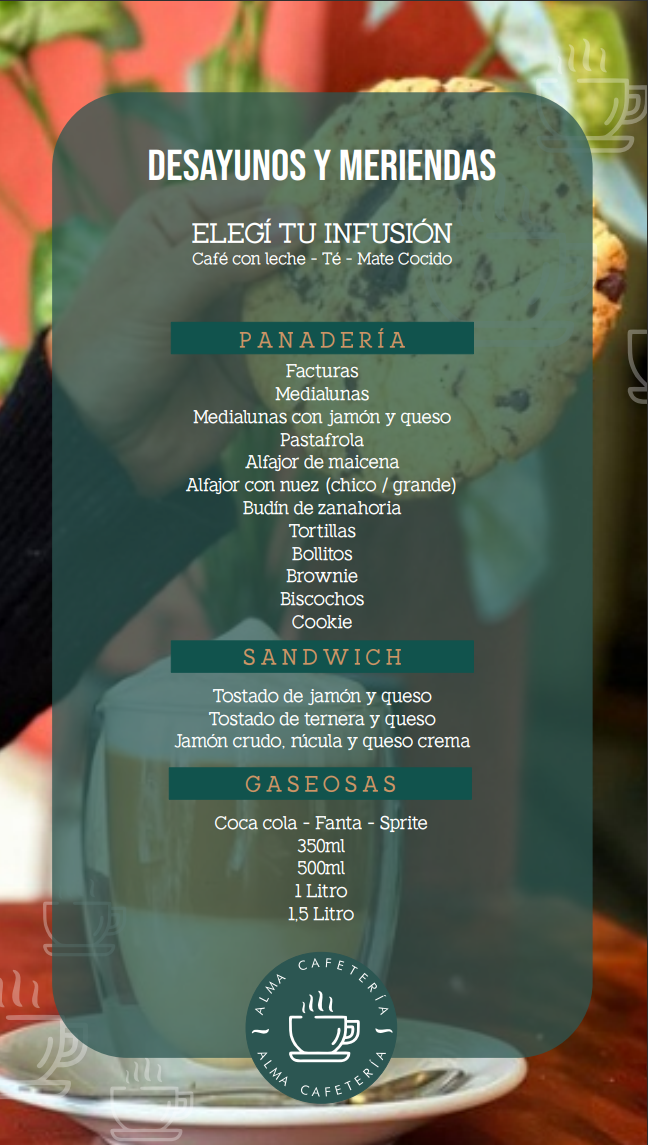 DESAYUNOS Y MERIENDAS
ELEGÍ TU INFUSIÓN
Café con leche - Té - Mate Cocido
PANADERÍA
Facturas
Medialunas
Medialunas con jamón y queso
Pastafrola
Alfajor de maicena
Alfajor con nuez (chico / grande)
Budín de zanahoria
Tortillas
Bollitos
Brownie
Biscochos
Cookie
SANDWICH
Tostado de jamón y queso
Tostado de ternera y queso
Jamón crudo, rúcula y queso crema
GASEOSAS
Coca cola - Fanta - Sprite
350ml
500ml
1 Litro
1,5 Litro
ALMA CAFETERÍA
ALMA CAFETERÍA